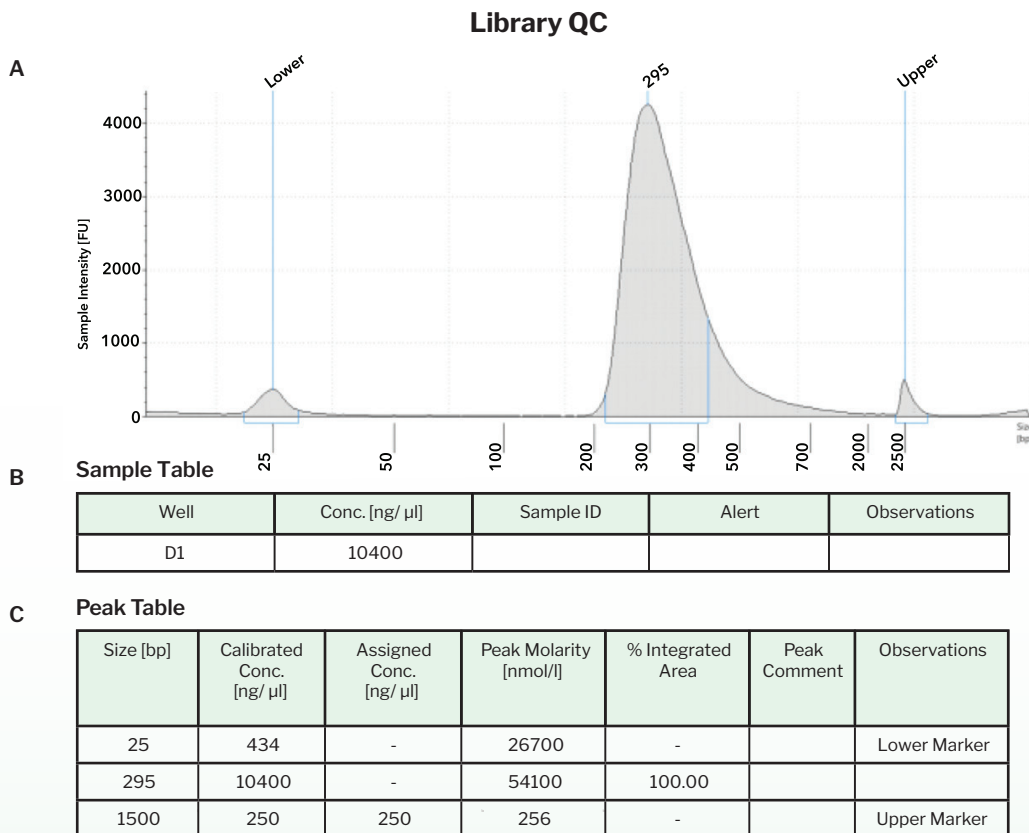 Library QC
A
Lower
295
Upper
4000
3000
2000
1000
0
Sample Intensity [FU]
25
50
100
200
300
4000
500
700
2000
2500
Size
[bp
B
Sample Table
Well Conc. [ng/ µl] Sample ID Alert Observations
D1 10400
C
Peak Table
Size [bp] Calibrated Conc. [ng/ µl] Assigned Conc. [ng/ µl] Peak Molarity [nmol/l] % Integrated Area Peak Comment Observations
25 434 - 26700 - Lower Marker
295 10400 - 54100 100.00
1500 250 250 256 - Upper Marker